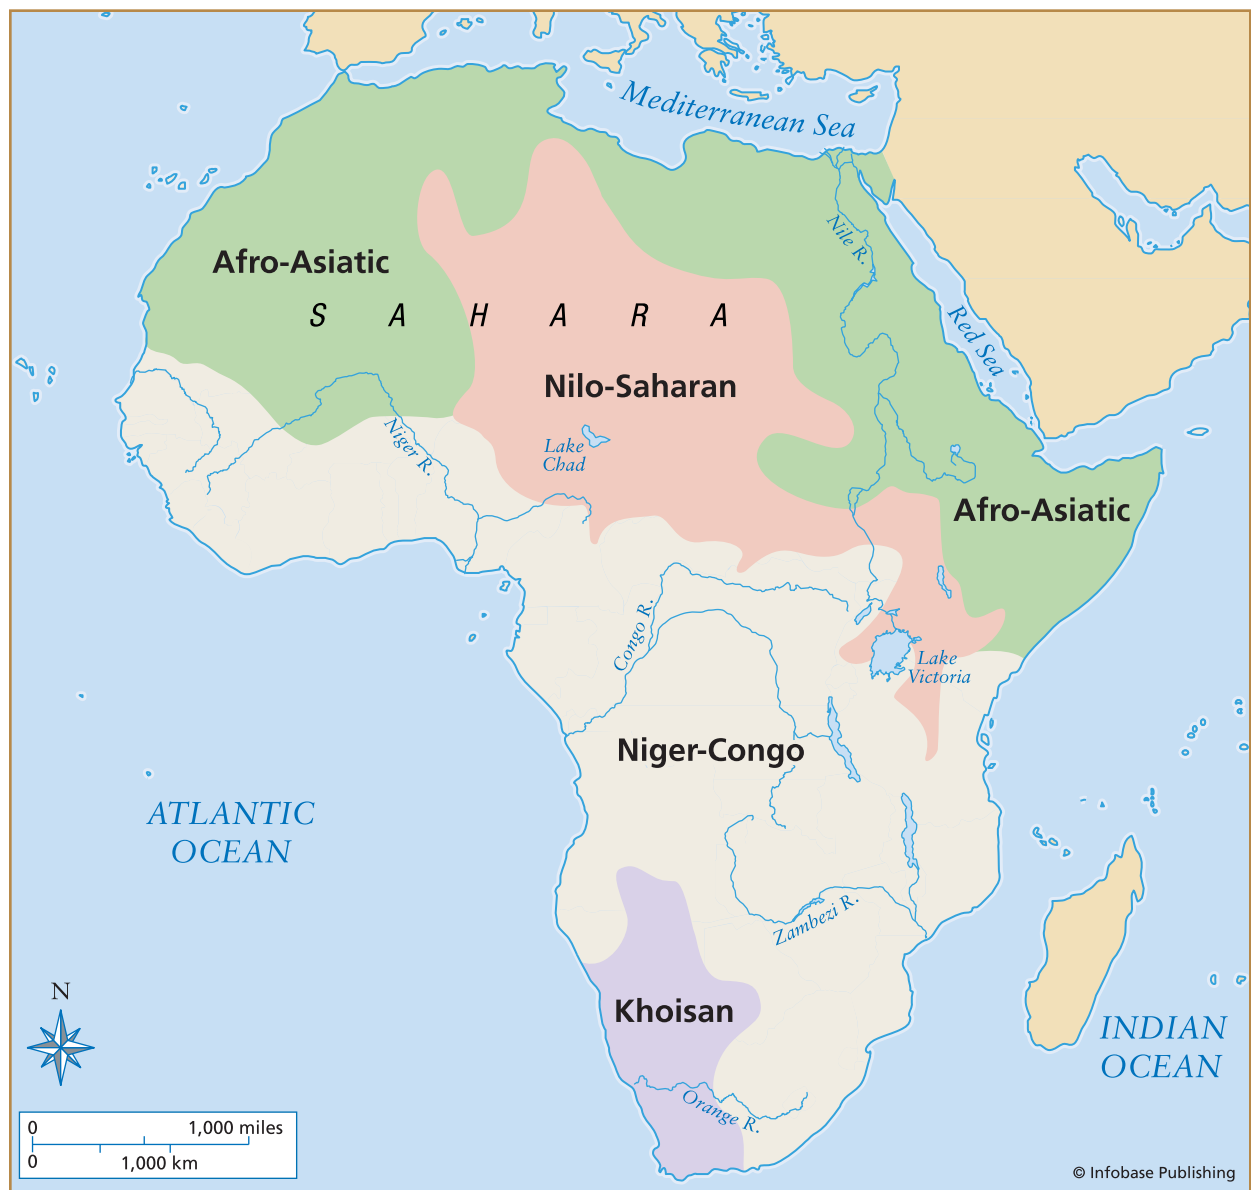 Mediterranean Sea
Nile R.
Afro-Asiatic
SAHARA
Red Sea
Nilo-Saharan
Niger R.
Lake
Chad
Afro-Asiatic
Congo R.
Lake
Victoria
Niger-Congo
ATLANTIC
OCEAN
Zambezi R.
N
Khoisan
INDIAN
OCEAN
Orange R.
0 1,000 miles
0 1,000 km
© Infobase Publishing